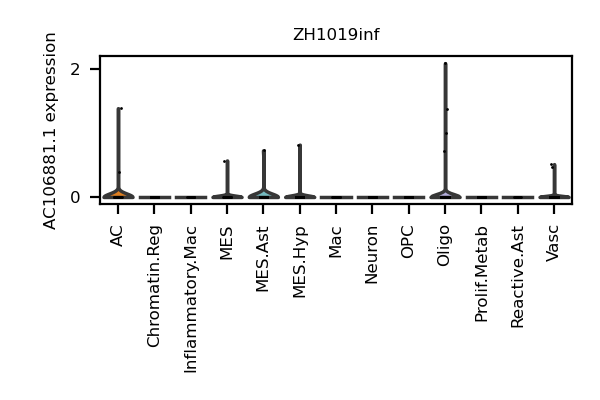 ZH1019inf
AC106881.1 expression
2
0
AC
Chromatin.Reg
Inflammatory.Mac
MES
MES.Ast
MES.Hyp
Mac
Neuron
OPC
Oligo
Prolif.Metab
Reactive.Ast
Vasc